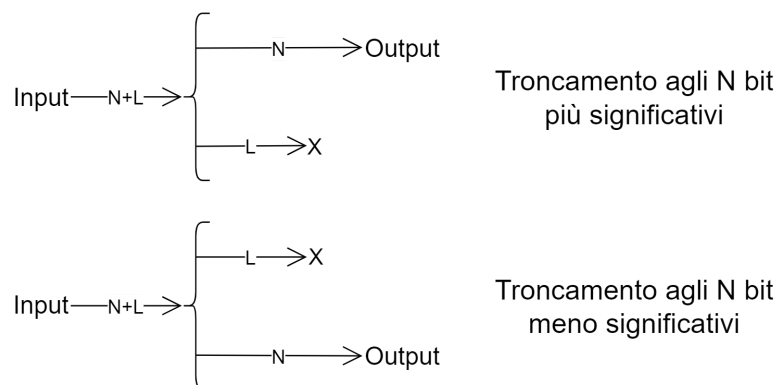 N Output
Input N+L
L X
Troncamento agli N bit
più significativi
L X
Input N+L
N Output
Troncamento agli N bit
meno significativi